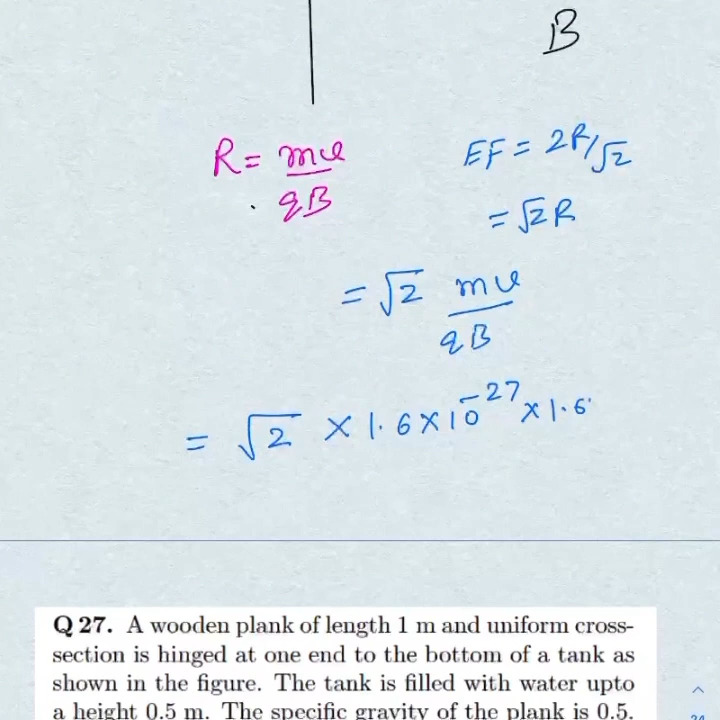 B
R = mv/qB
EF = 2R/√2
= √2 R
= √2 mv/qB
= √2 × 1.6×10^-27 × 1.6
Q 27. A wooden plank of length 1 m and uniform cross-
section is hinged at one end to the bottom of a tank as
shown in the figure. The tank is filled with water upto
a height 0.5 m. The specific gravity of the plank is 0.5.